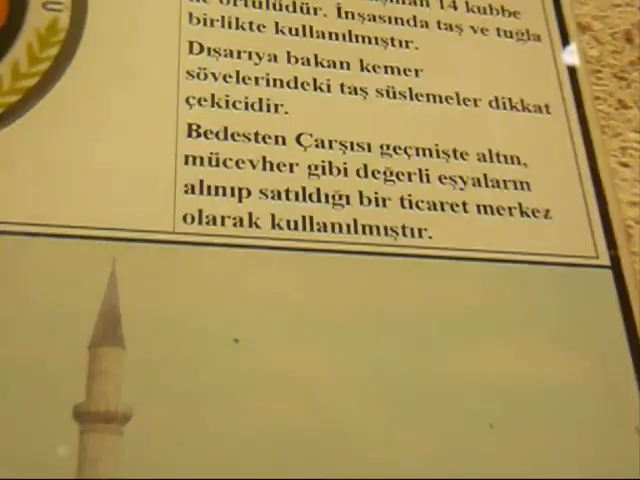 U
örtülüdür. İnşasında taş ve tuğla
birlikte kullanılmıştır.
Dışarıya bakan kemer
sövelerindeki taş süslemeler dikkat
çekicidir.
Bedesten Çarşısı geçmişte altın,
mücevher gibi değerli eşyaların
alınıp satıldığı bir ticaret merkez
olarak kullanılmıştır.